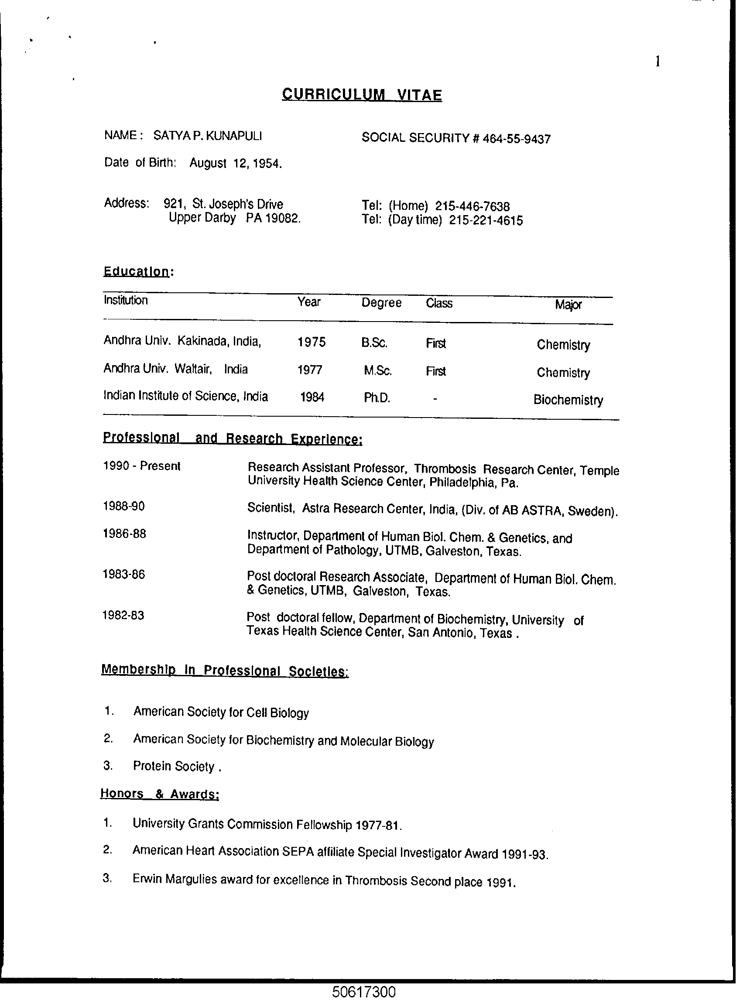 1
CURRICULUM VITAE
NAME : SATYA P. KUNAPULI SOCIAL SECURITY # 464-55-9437
Date of Birth: August 12, 1954.
Address: 921, St. Joseph's Drive Tel: (Home) 215-446-7638
Upper Darby PA 19082. Tel: (Day time) 215-221-4615
Education:
Institution Year Degree Class Major
Andhra Univ. Kakinada, India, 1975 B.Sc. First Chemistry
Andhra Univ. Waltair, India 1977 M.Sc. First Chemistry
Indian Institute of Science, India 1984 Ph.D. - Biochemistry
Professional and Research Experience:
1990 - Present Research Assistant Professor, Thrombosis Research Center, Temple
University Health Science Center, Philadelphia, Pa.
1988-90 Scientist, Astra Research Center, India, (Div. of AB ASTRA, Sweden).
1986-88 Instructor, Department of Human Biol. Chem. & Genetics, and
Department of Pathology, UTMB, Galveston, Texas.
1983-86 Post doctoral Research Associate, Department of Human Biol. Chem.
& Genetics, UTMB, Galveston, Texas.
1982-83 Post doctoral fellow, Department of Biochemistry, University of
Texas Health Science Center, San Antonio, Texas .
Membership in Professional Societies:
1. American Society for Cell Biology
2. American Society for Biochemistry and Molecular Biology
3. Protein Society .
Honors & Awards:
1. University Grants Commission Fellowship 1977-81.
2. American Heart Association SEPA affiliate Special Investigator Award 1991-93.
3. Erwin Margulies award for excellence in Thrombosis Second place 1991.
50617300